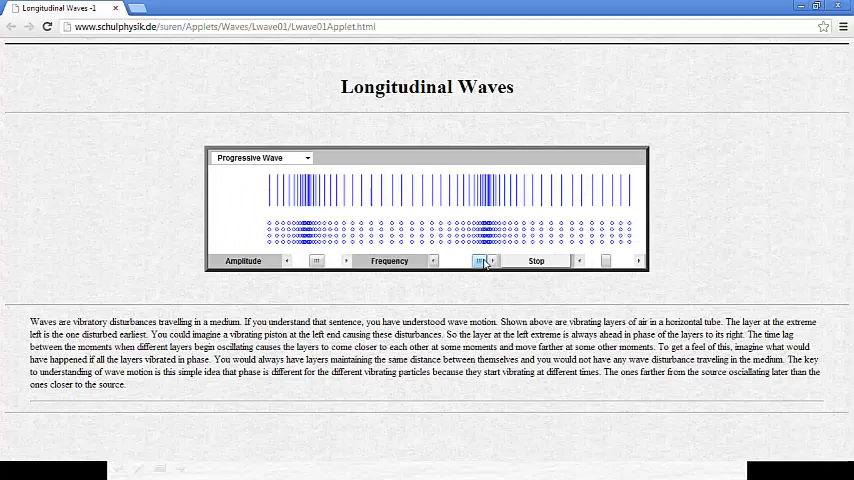 Longitudinal Waves -1
www.schulphysik.de/suren/Applets/Waves/Lwave01/Lwave01Applet.html
Longitudinal Waves
Progressive Wave
Amplitude Frequency Stop
Waves are vibratory disturbances travelling in a medium. If you understand that sentence, you have understood wave motion. Shown above are vibrating layers of air in a horizontal tube. The layer at the extreme
left is the one disturbed earliest. You could imagine a vibrating piston at the left end causing these disturbances. So the layer at the left extreme is always ahead in phase of the layers to its right. The time lag
between the moments when different layers begin oscillating causes the layers to come closer to each other at some moments and move farther at some other moments. To get a feel of this, imagine what would
have happened if all the layers vibrated in phase. You would always have layers maintaining the same distance between themselves and you would not have any wave disturbance traveling in the medium. The key
to understanding of wave motion is this simple idea that phase is different for the different vibrating particles because they start vibrating at different times. The ones farther from the source osciallating later than the
ones closer to the source.